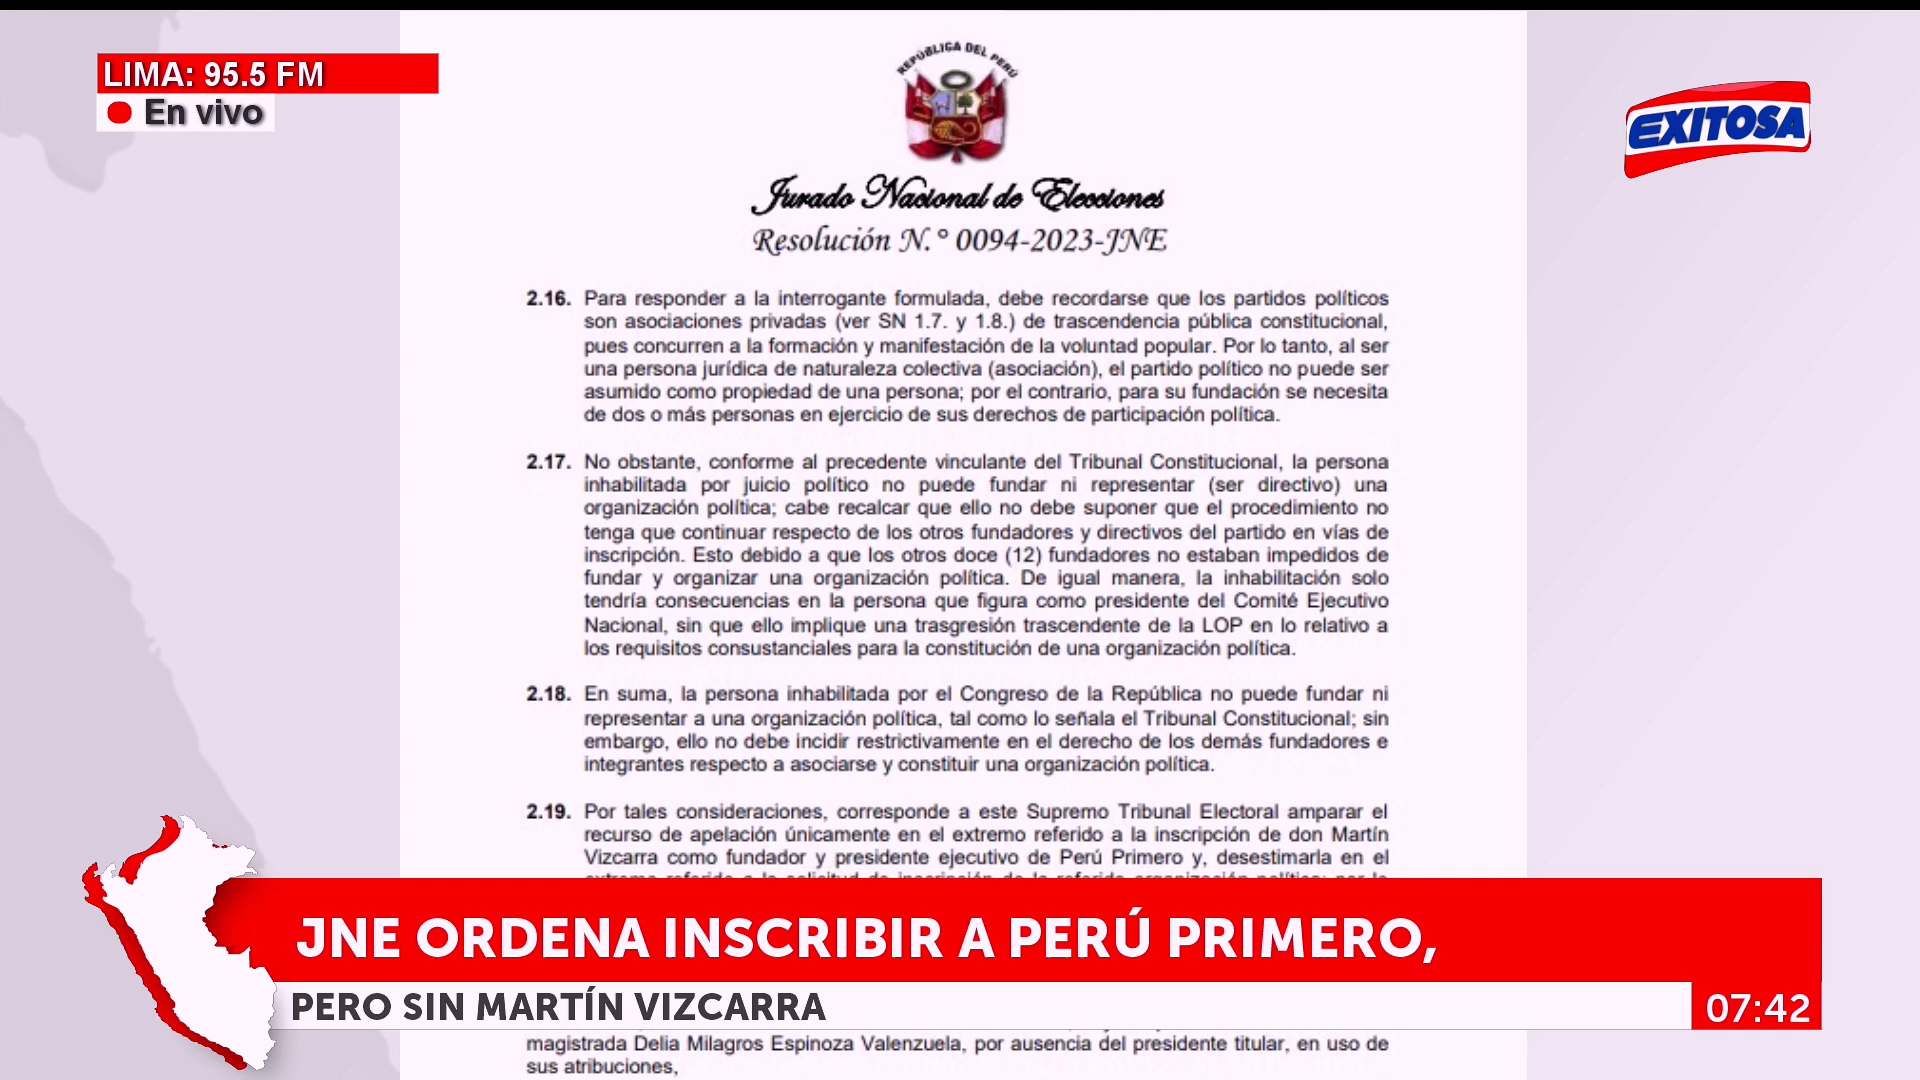 LIMA: 95.5 FM
En vivo
EXITOSA
REPÚBLICA DEL PERÚ
Jurado Nacional de Elecciones
Resolución N.° 0094-2023-JNE
2.16. Para responder a la interrogante formulada, debe recordarse que los partidos políticos
son asociaciones privadas (ver SN 1.7. y 1.8.) de trascendencia pública constitucional,
pues concurren a la formación y manifestación de la voluntad popular. Por lo tanto, al ser
una persona jurídica de naturaleza colectiva (asociación), el partido político no puede ser
asumido como propiedad de una persona; por el contrario, para su fundación se necesita
de dos o más personas en ejercicio de sus derechos de participación política.
2.17. No obstante, conforme al precedente vinculante del Tribunal Constitucional, la persona
inhabilitada por juicio político no puede fundar ni representar (ser directivo) una
organización política; cabe recalcar que ello no debe suponer que el procedimiento no
tenga que continuar respecto de los otros fundadores y directivos del partido en vías de
inscripción. Esto debido a que los otros doce (12) fundadores no estaban impedidos de
fundar y organizar una organización política. De igual manera, la inhabilitación solo
tendría consecuencias en la persona que figura como presidente del Comité Ejecutivo
Nacional, sin que ello implique una trasgresión trascendente de la LOP en lo relativo a
los requisitos consustanciales para la constitución de una organización política.
2.18. En suma, la persona inhabilitada por el Congreso de la República no puede fundar ni
representar a una organización política, tal como lo señala el Tribunal Constitucional; sin
embargo, ello no debe incidir restrictivamente en el derecho de los demás fundadores e
integrantes respecto a asociarse y constituir una organización política.
2.19. Por tales consideraciones, corresponde a este Supremo Tribunal Electoral amparar el
recurso de apelación únicamente en el extremo referido a la inscripción de don Martín
Vizcarra como fundador y presidente ejecutivo de Perú Primero y, desestimarla en el
JNE ORDENA INSCRIBIR A PERÚ PRIMERO,
PERO SIN MARTÍN VIZCARRA
07:42
magistrada Delia Milagros Espinoza Valenzuela, por ausencia del presidente titular, en uso de
sus atribuciones,